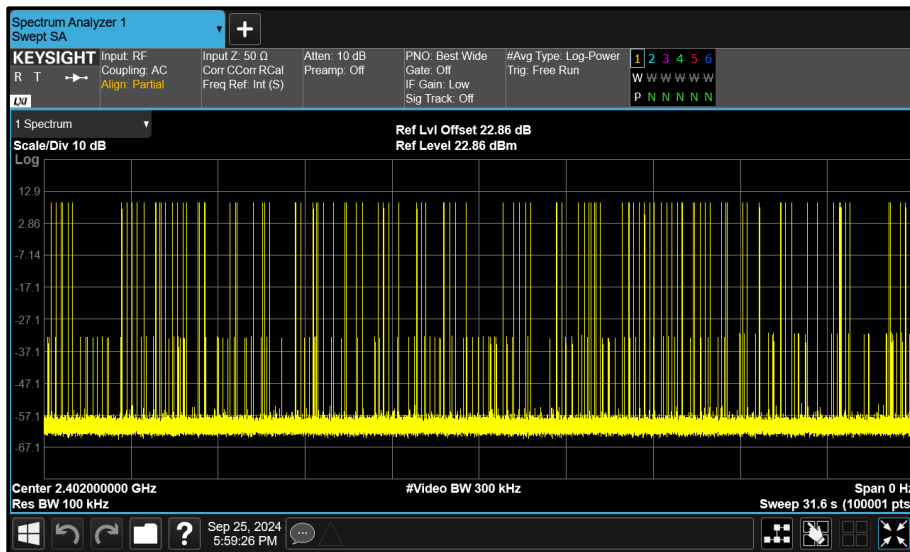 Spectrum Analyzer 1
Swept SA
+
KEYSIGHT
R T
LXI
Input: RF
Coupling: AC
Align: Partial
Input Z: 50 Ω
Corr CCorr RCal
Freq Ref: Int (S)
Atten: 10 dB
Preamp: Off
PNO: Best Wide
Gate: Off
IF Gain: Low
Sig Track: Off
#Avg Type: Log-Power
Trig: Free Run
1 2 3 4 5 6
W W W W W W
P N N N N N
1 Spectrum
Scale/Div 10 dB
Ref Lvl Offset 22.86 dB
Ref Level 22.86 dBm
Log
12.9
2.86
-7.14
-17.1
-27.1
-37.1
-47.1
-57.1
-67.1
Center 2.402000000 GHz
#Video BW 300 kHz
Span 0 Hz
Res BW 100 kHz
Sweep 31.6 s (100001 pts
?
Sep 25, 2024
5:59:26 PM